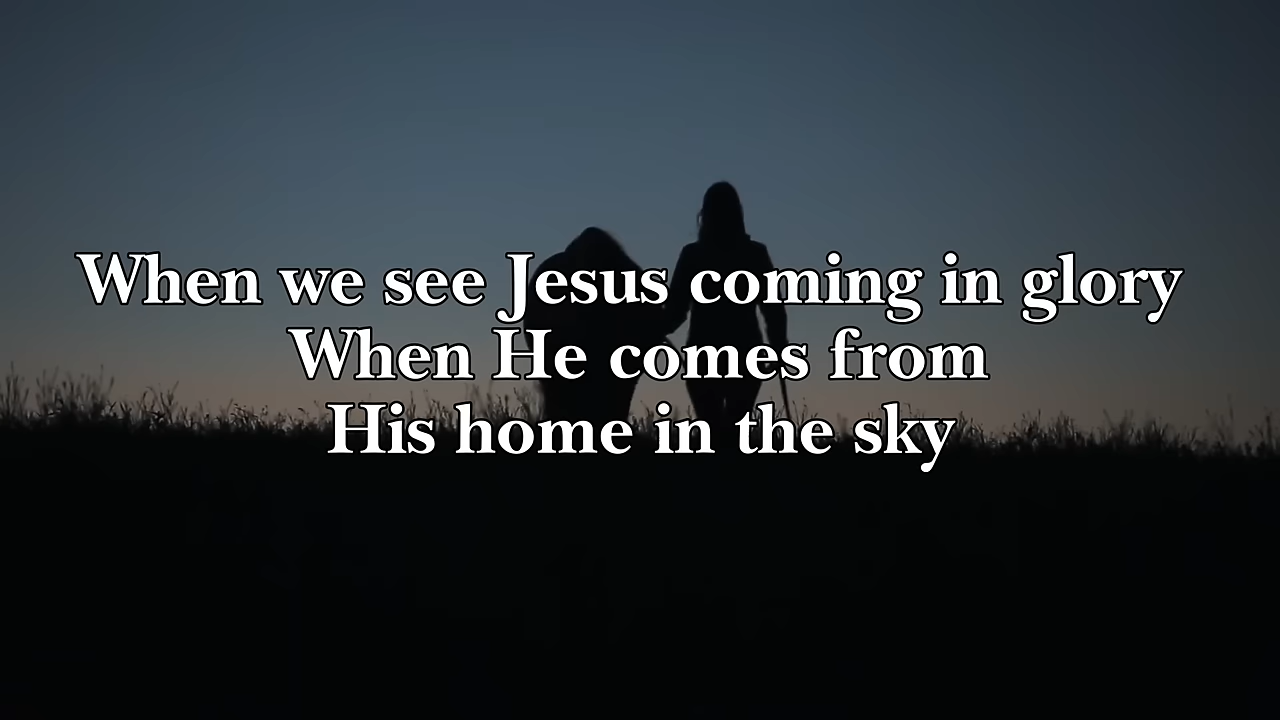 When we see Jesus coming in glory
When He comes from
His home in the sky